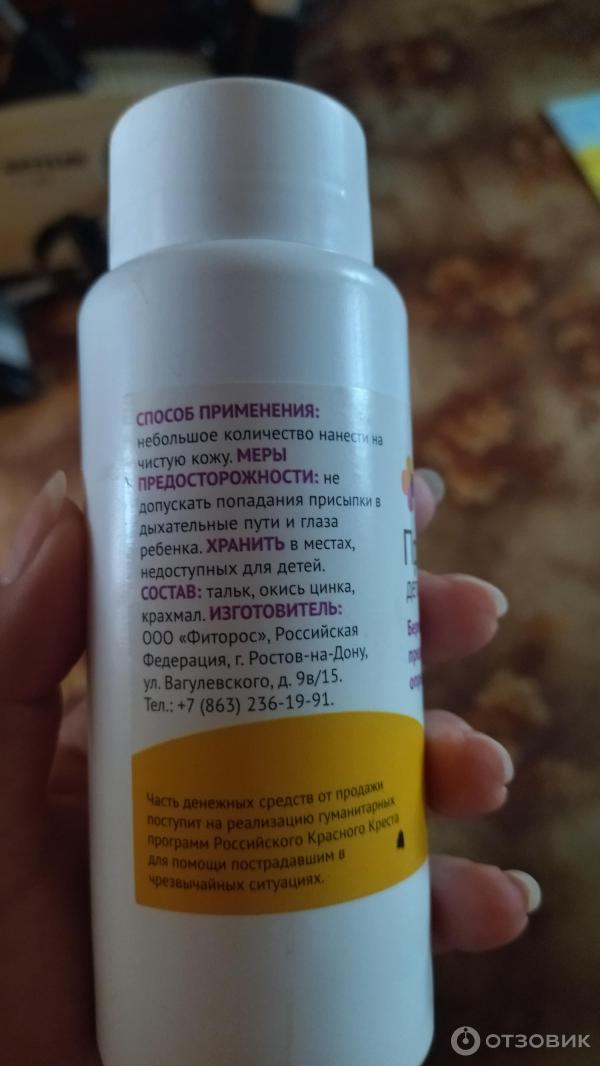 СПОСОБ ПРИМЕНЕНИЯ:
небольшое количество нанести на
чистую кожу. МЕРЫ
ПРЕДОСТОРОЖНОСТИ: не
допускать попадания присыпки в
дыхательные пути и глаза
ребенка. ХРАНИТЬ в местах,
недоступных для детей.
СОСТАВ: тальк, окись цинка,
крахмал. ИЗГОТОВИТЕЛЬ:
ООО «Фиторос», Российская
Федерация, г. Ростов-на-Дону,
ул. Вагулевского, д. 9в/15.
Тел.: +7 (863) 236-19-91.
Часть денежных средств от продажи
поступит на реализацию гуманитарных
программ Российского Красного Креста
для помощи пострадавшим в
чрезвычайных ситуациях.
ОТЗОВИК